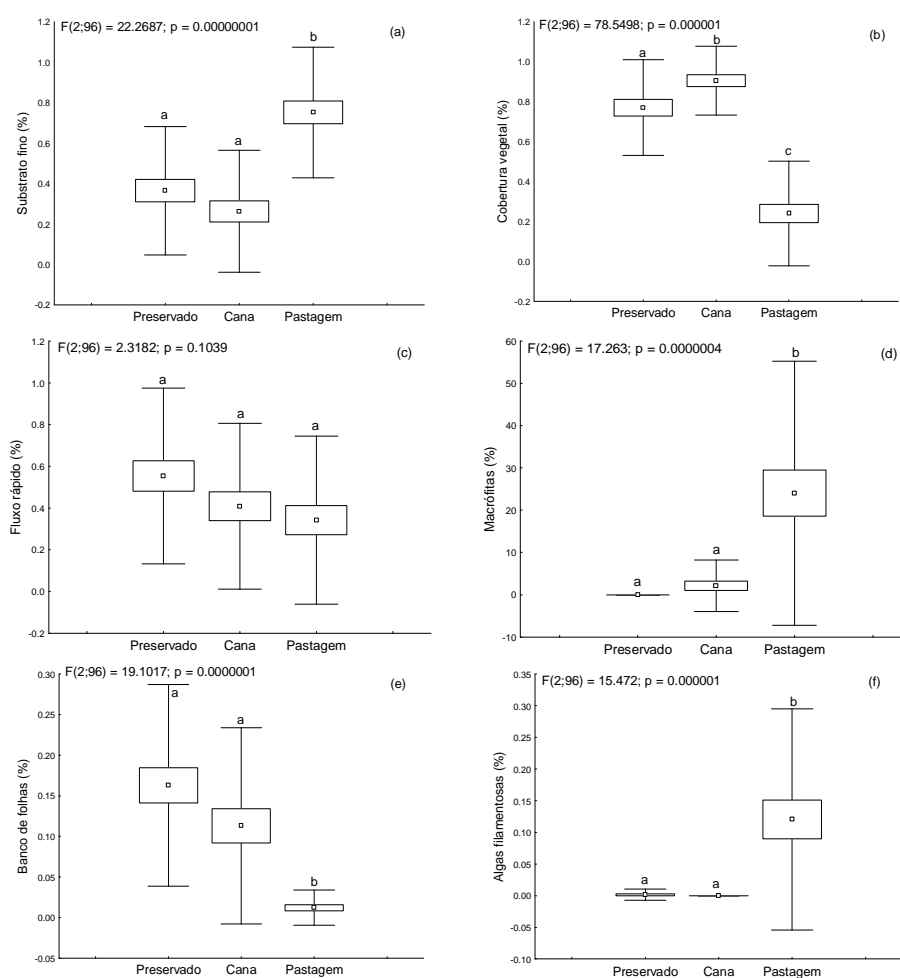 F(2;96) = 22.2687; p = 0.00000001
(a)
1.2
1.0
0.8
0.6
0.4
0.2
0.0
-0.2
Substrato fino (%)
a
a
b
Preservado Cana Pastagem
F(2;96) = 78.5498; p = 0.000001
(b)
1.2
1.0
0.8
0.6
0.4
0.2
0.0
-0.2
Cobertura vegetal (%)
a
b
c
Preservado Cana Pastagem
F(2;96) = 2.3182; p = 0.1039
(c)
1.2
1.0
0.8
0.6
0.4
0.2
0.0
-0.2
Fluxo rápido (%)
a
a
a
Preservado Cana Pastagem
F(2;96) = 17.263; p = 0.0000004
(d)
60
50
40
30
20
10
0
-10
Macrófitas (%)
a
a
b
Preservado Cana Pastagem
F(2;96) = 19.1017; p = 0.0000001
(e)
0.30
0.25
0.20
0.15
0.10
0.05
0.00
-0.05
Banco de folhas (%)
a
a
b
Preservado Cana Pastagem
F(2;96) = 15.472; p = 0.000001
(f)
0.35
0.30
0.25
0.20
0.15
0.10
0.05
0.00
-0.05
-0.10
Algas filamentosas (%)
a
a
b
Preservado Cana Pastagem